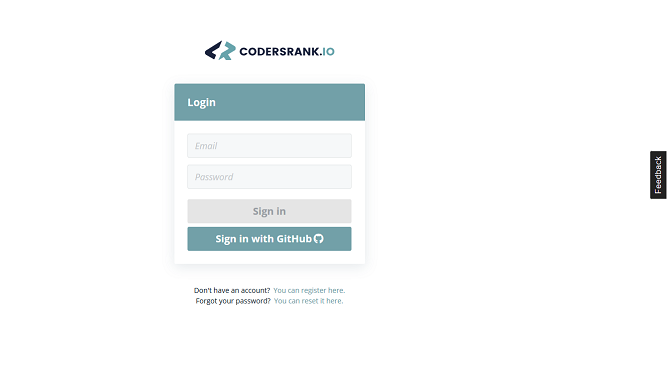 CODERSRANK.IO
Login
Email
Password
Sign in
Sign in with GitHub
Don't have an account? You can register here.
Forgot your password? You can reset it here.
Feedback